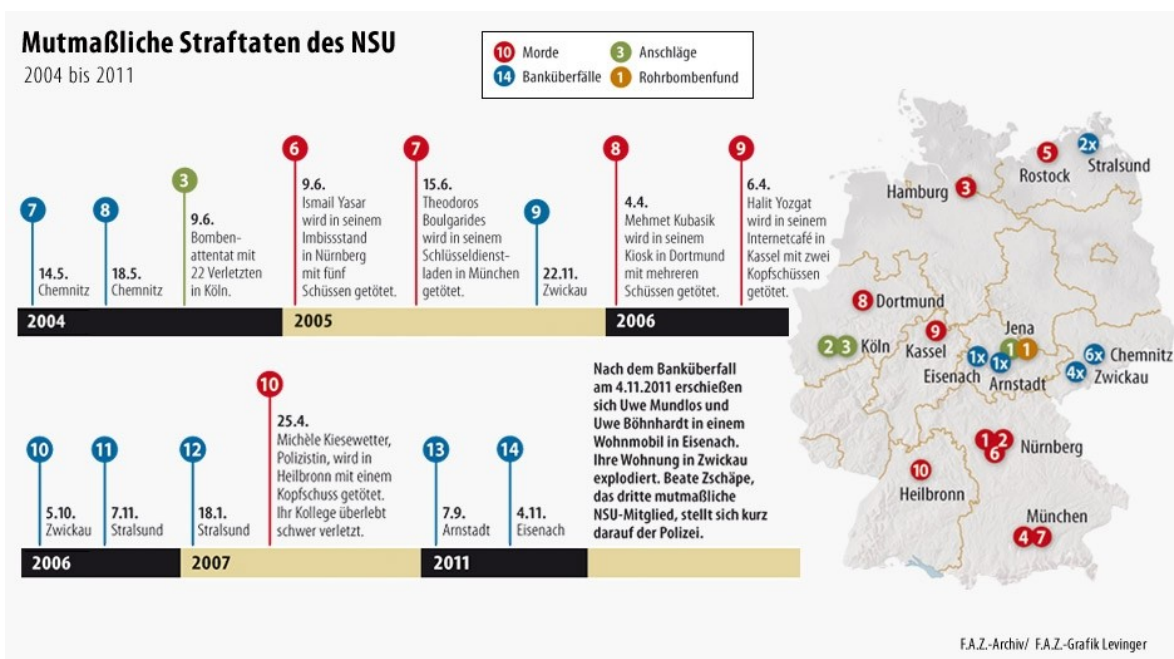 Mutmaßliche Straftaten des NSU
2004 bis 2011
10 Morde
3 Anschläge
14 Banküberfälle
1 Rohrbombenfund
7
14.5.
Chemnitz
8
18.5.
Chemnitz
3
9.6.
Bomben-
attentat mit
22 Verletzten
in Köln.
6
9.6.
Ismail Yasar
wird in seinem
Imbissstand
in Nürnberg
mit fünf
Schüssen getötet.
7
15.6.
Theodoros
Boulgarides
wird in seinem
Schlüsseldienst-
laden in München
getötet.
9
22.11.
Zwickau
8
4.4.
Mehmet Kubasik
wird in seinem
Kiosk in Dortmund
mit mehreren
Schüssen getötet.
9
6.4.
Halit Yozgat
wird in seinem
Internetcafé in
Kassel mit zwei
Kopfschüssen
getötet.
2004
2005
2006
10
5.10.
Zwickau
11
7.11.
Stralsund
12
18.1.
Stralsund
10
25.4.
Michèle Kiesewetter,
Polizistin, wird in
Heilbronn mit einem
Kopfschuss getötet.
Ihr Kollege überlebt
schwer verletzt.
13
7.9.
Arnstadt
14
4.11.
Eisenach
Nach dem Banküberfall
am 4.11.2011 erschießen
sich Uwe Mundlos und
Uwe Böhnhardt in einem
Wohnmobil in Eisenach.
Ihre Wohnung in Zwickau
explodiert. Beate Zschäpe,
das dritte mutmaßliche
NSU-Mitglied, stellt sich kurz
darauf der Polizei.
2006
2007
2011
5
Rostock
2x
Stralsund
Hamburg 3
8 Dortmund
2 3 Köln
9
Kassel
Jena
1 1
1x
Eisenach
1x
Arnstadt
6x Chemnitz
4x Zwickau
1 2
6
Nürnberg
10
Heilbronn
München
4 7
F.A.Z.-Archiv/ F.A.Z.-Grafik Levinger